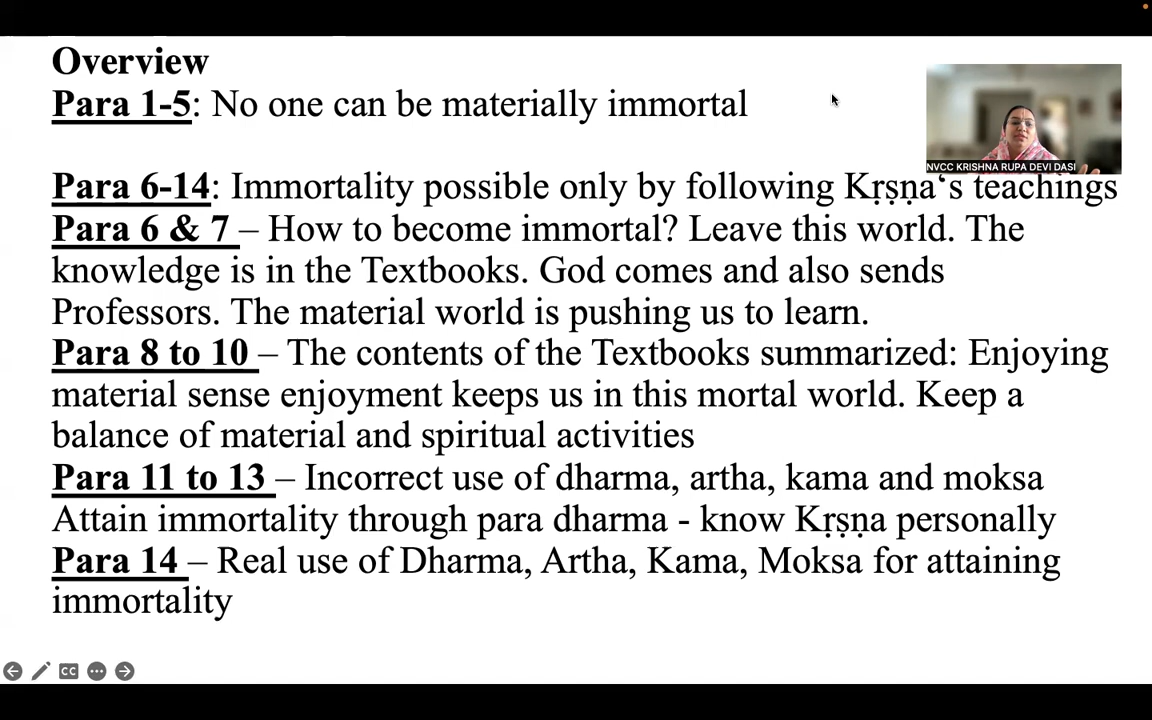 Overview
Para 1-5: No one can be materially immortal
NVCC KRISHNA RUPA DEVI DASI
Para 6-14: Immortality possible only by following Kṛṣṇa‘s teachings
Para 6 & 7 – How to become immortal? Leave this world. The
knowledge is in the Textbooks. God comes and also sends
Professors. The material world is pushing us to learn.
Para 8 to 10 – The contents of the Textbooks summarized: Enjoying
material sense enjoyment keeps us in this mortal world. Keep a
balance of material and spiritual activities
Para 11 to 13 – Incorrect use of dharma, artha, kama and moksa
Attain immortality through para dharma - know Kṛṣṇa personally
Para 14 – Real use of Dharma, Artha, Kama, Moksa for attaining
immortality
CC